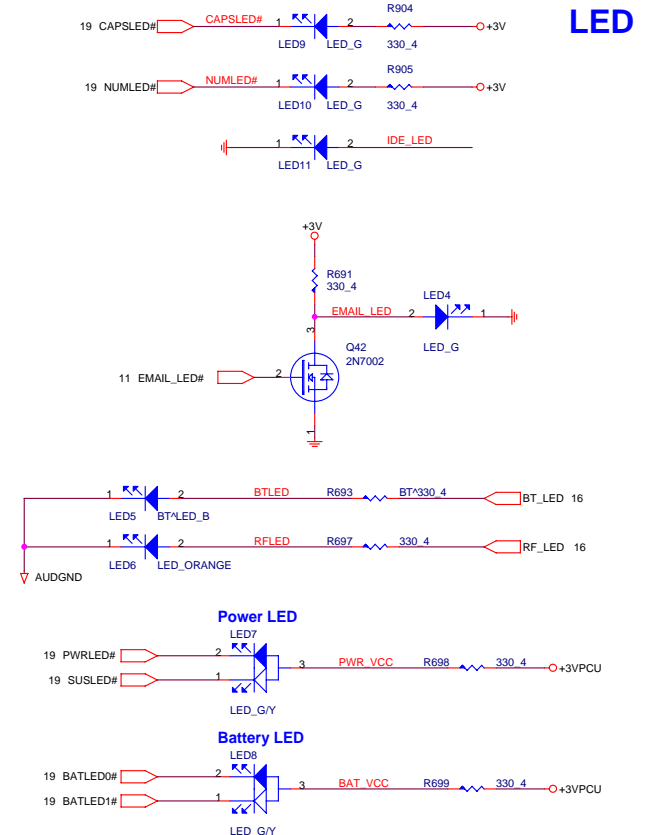 LED
R904
19 CAPSLED# CAPSLED# 1 2 +3V
LED9 LED_G 330_4
R905
19 NUMLED# NUMLED# 1 2 +3V
LED10 LED_G 330_4
1 2 IDE_LED
LED11 LED_G
+3V
R691
330_4
LED4
EMAIL_LED 2 1
LED_G
3
Q42
2N7002
11 EMAIL_LED# 2
1
1 2 BTLED R693 BT^330_4 BT_LED 16
LED5 BT^LED_B
1 2 RFLED R697 330_4 RF_LED 16
LED6 LED_ORANGE
AUDGND
Power LED
LED7
19 PWRLED# 2
3 PWR_VCC R698 330_4 +3VPCU
19 SUSLED# 1
LED_G/Y
Battery LED
LED8
19 BATLED0# 2
3 BAT_VCC R699 330_4 +3VPCU
19 BATLED1# 1
LED_G/Y